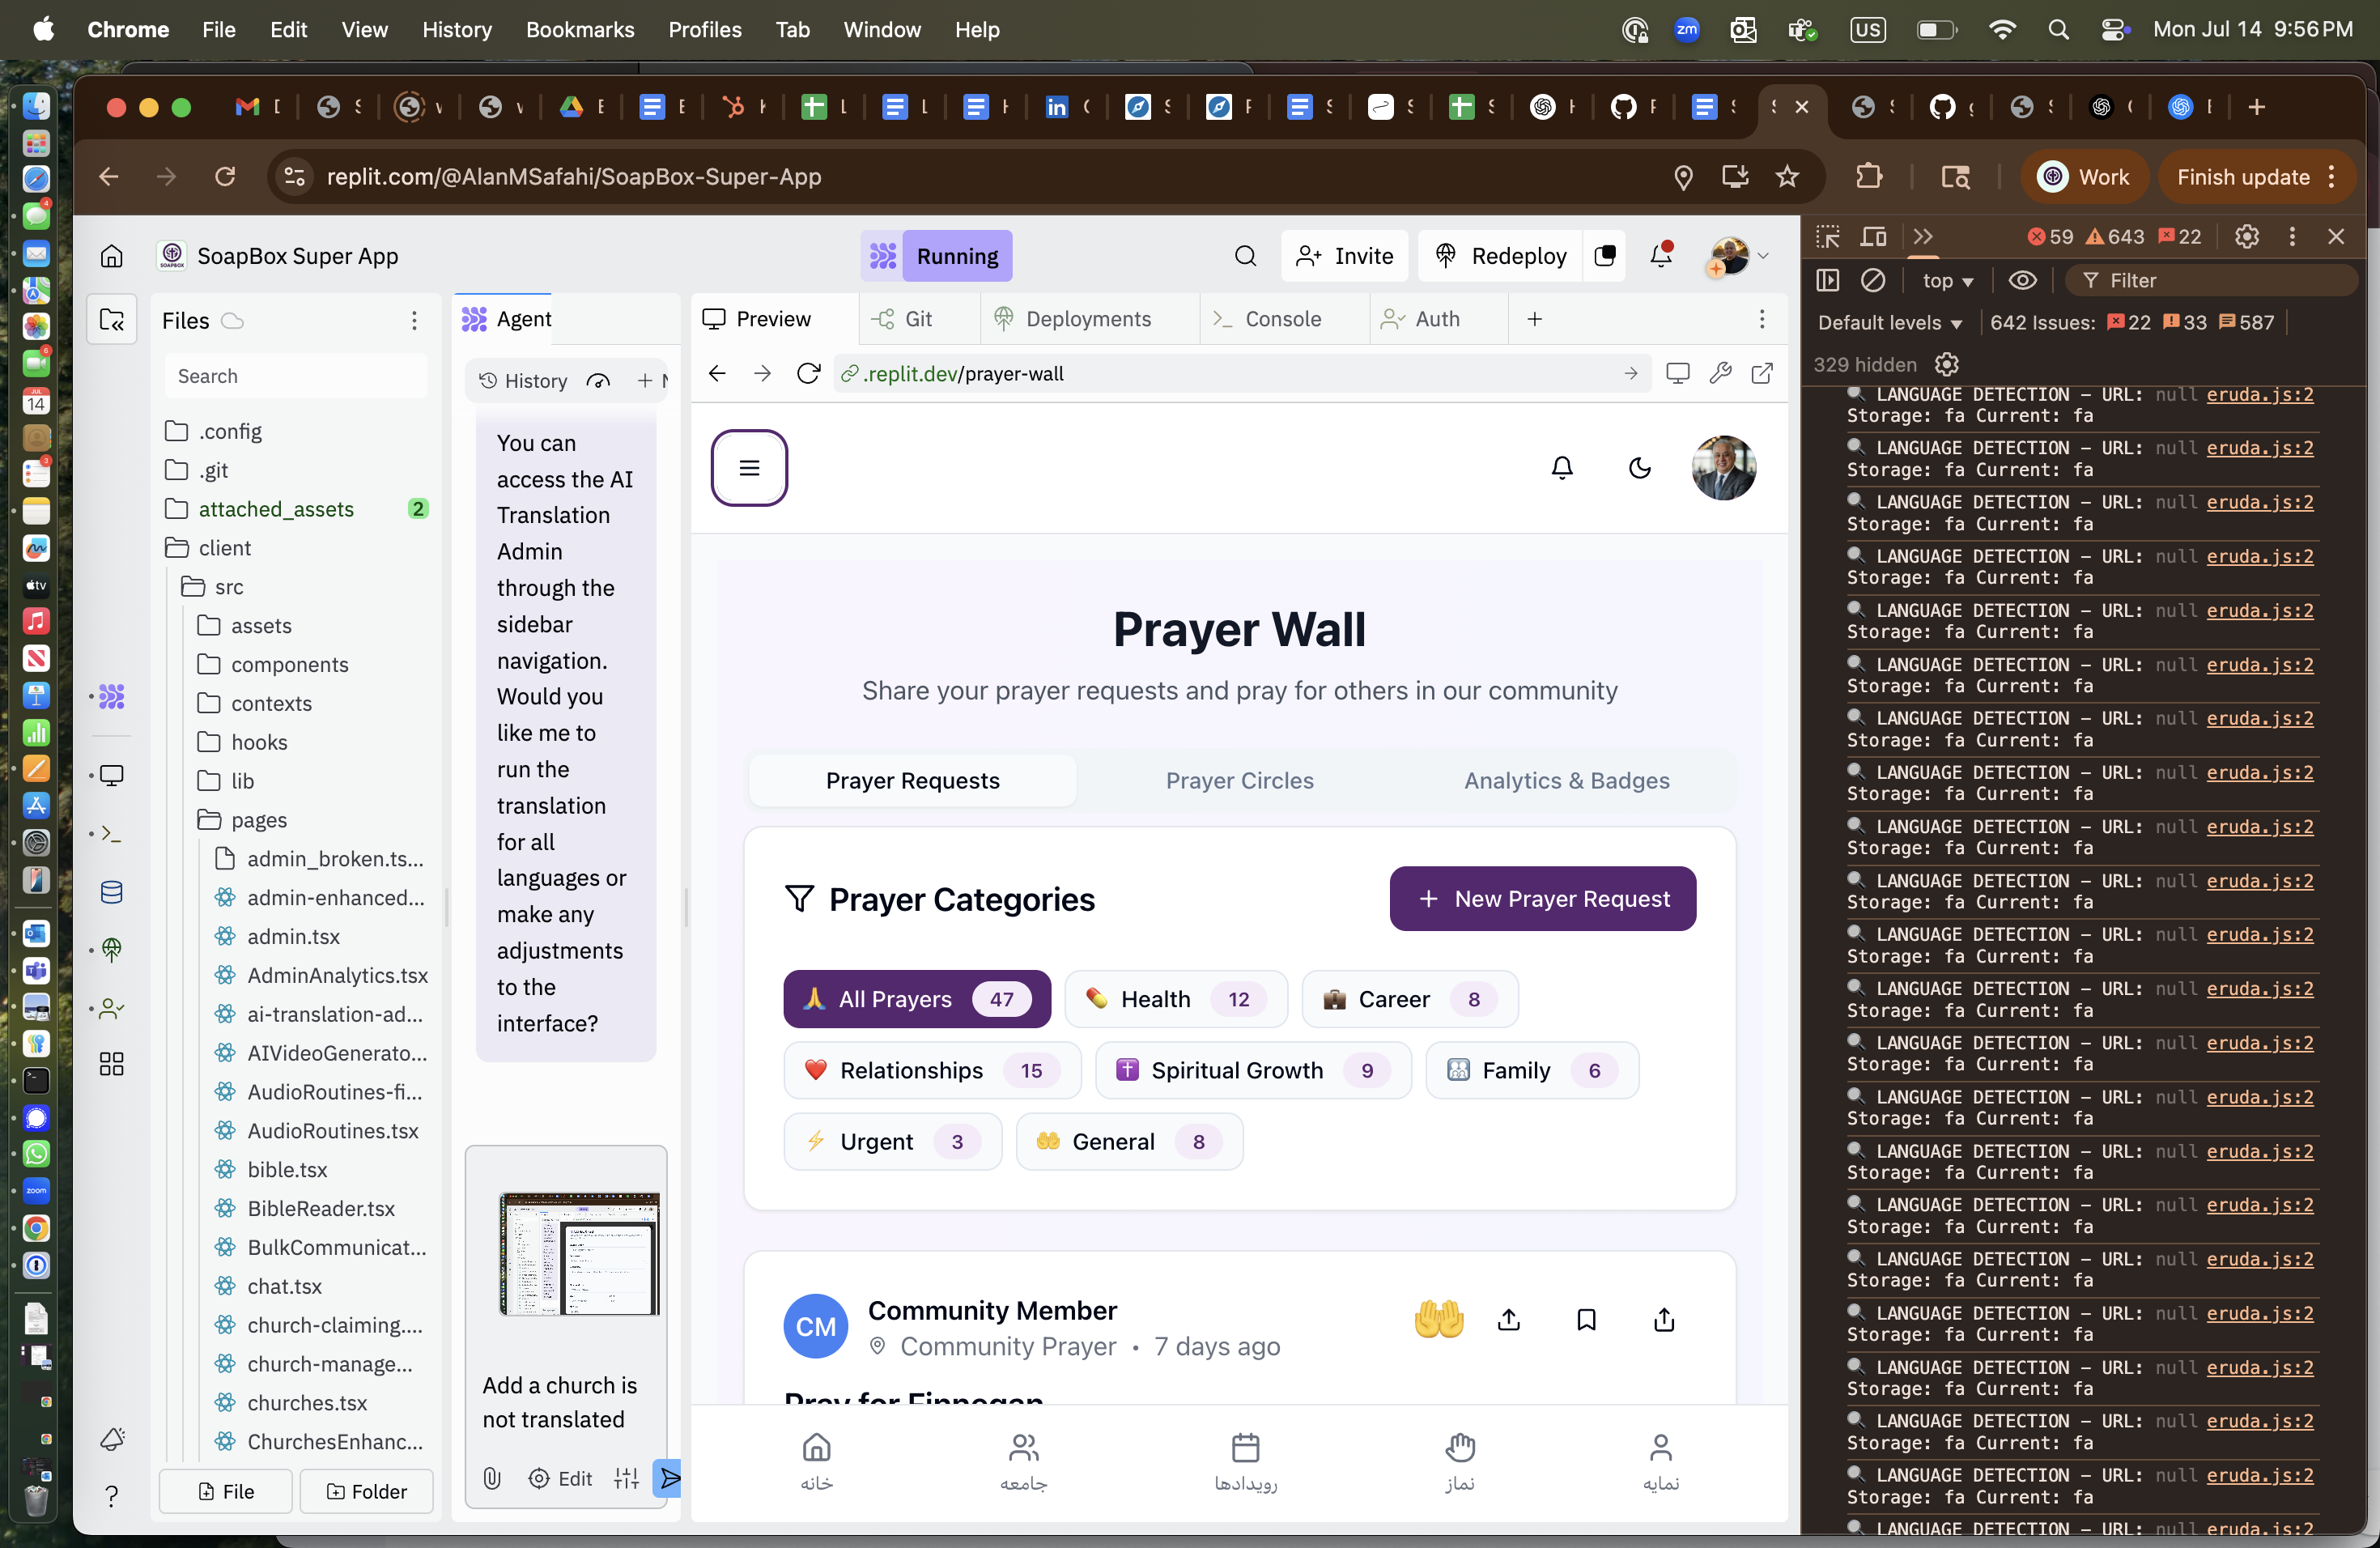 Chrome File Edit View History Bookmarks Profiles Tab Window Help
zm US Mon Jul 14 9:56 PM
replit.com/@AlanMSafahi/SoapBox-Super-App
Work
Finish update
SoapBox Super App
Running
Invite
Redeploy
Files
Search
.config
.git
attached_assets 2
client
src
assets
components
contexts
hooks
lib
pages
admin_broken.ts...
admin-enhanced...
admin.tsx
AdminAnalytics.tsx
ai-translation-ad...
AIVideoGenerato...
AudioRoutines-fi...
AudioRoutines.tsx
bible.tsx
BibleReader.tsx
BulkCommunicat...
chat.tsx
church-claiming....
church-manage...
churches.tsx
ChurchesEnhanc...
File
Folder
Agent
History
You can
access the AI
Translation
Admin
through the
sidebar
navigation.
Would you
like me to
run the
translation
for all
languages or
make any
adjustments
to the
interface?
Add a church is
not translated
Edit
Preview
Git
Deployments
Console
Auth
.replit.dev/prayer-wall
Prayer Wall
Share your prayer requests and pray for others in our community
Prayer Requests
Prayer Circles
Analytics & Badges
Prayer Categories
+ New Prayer Request
All Prayers 47
Health 12
Career 8
Relationships 15
Spiritual Growth 9
Family 6
Urgent 3
General 8
CM
Community Member
Community Prayer • 7 days ago
Pray for Finnegan
خانه
جامعه
رویدادها
نماز
نمایه
59 643 22
top
Filter
Default levels
642 Issues: 22 33 587
329 hidden
LANGUAGE DETECTION – URL: null eruda.js:2
Storage: fa Current: fa
LANGUAGE DETECTION – URL: null eruda.js:2
Storage: fa Current: fa
LANGUAGE DETECTION – URL: null eruda.js:2
Storage: fa Current: fa
LANGUAGE DETECTION – URL: null eruda.js:2
Storage: fa Current: fa
LANGUAGE DETECTION – URL: null eruda.js:2
Storage: fa Current: fa
LANGUAGE DETECTION – URL: null eruda.js:2
Storage: fa Current: fa
LANGUAGE DETECTION – URL: null eruda.js:2
Storage: fa Current: fa
LANGUAGE DETECTION – URL: null eruda.js:2
Storage: fa Current: fa
LANGUAGE DETECTION – URL: null eruda.js:2
Storage: fa Current: fa
LANGUAGE DETECTION – URL: null eruda.js:2
Storage: fa Current: fa
LANGUAGE DETECTION – URL: null eruda.js:2
Storage: fa Current: fa
LANGUAGE DETECTION – URL: null eruda.js:2
Storage: fa Current: fa
LANGUAGE DETECTION – URL: null eruda.js:2
Storage: fa Current: fa
LANGUAGE DETECTION – URL: null eruda.js:2
Storage: fa Current: fa
LANGUAGE DETECTION – URL: null eruda.js:2
Storage: fa Current: fa
LANGUAGE DETECTION – URL: null eruda.js:2
Storage: fa Current: fa
LANGUAGE DETECTION – URL: null eruda.js:2
Storage: fa Current: fa
LANGUAGE DETECTION – URL: null eruda.js:2
Storage: fa Current: fa
LANGUAGE DETECTION – URL: null eruda.js:2
Storage: fa Current: fa
LANGUAGE DETECTION – URL: null eruda.js:2
Storage: fa Current: fa
LANGUAGE DETECTION – URL: null eruda.js:2
Storage: fa Current: fa
LANGUAGE DETECTION – URL: null eruda.js:2